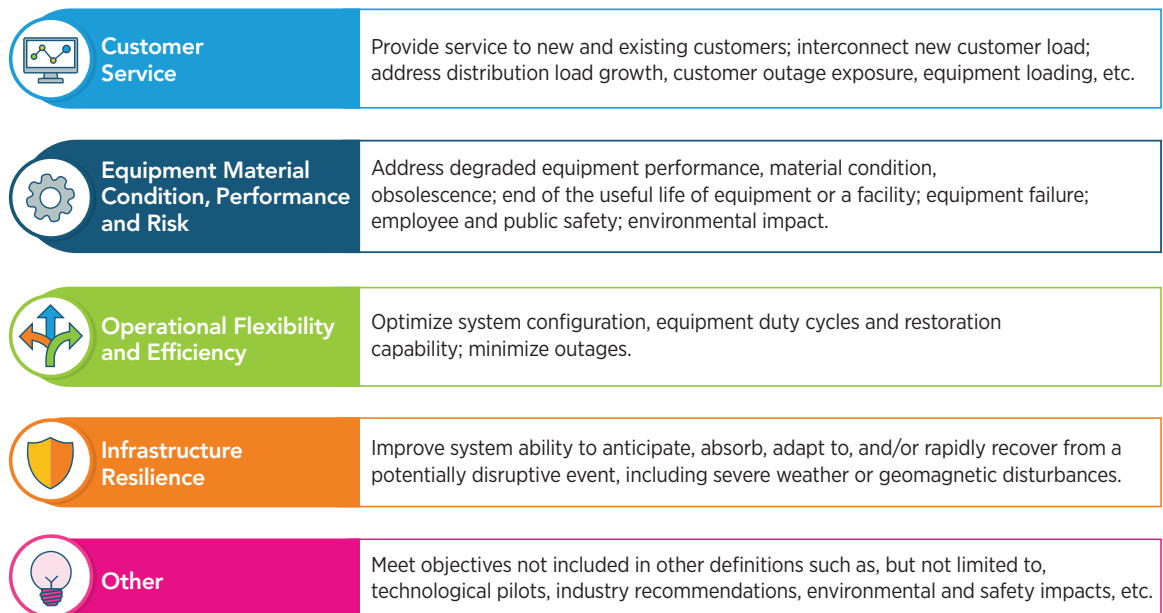 Customer
Service
Provide service to new and existing customers; interconnect new customer load;
address distribution load growth, customer outage exposure, equipment loading, etc.
Equipment Material
Condition, Performance
and Risk
Address degraded equipment performance, material condition,
obsolescence; end of the useful life of equipment or a facility; equipment failure;
employee and public safety; environmental impact.
Operational Flexibility
and Efficiency
Optimize system configuration, equipment duty cycles and restoration
capability; minimize outages.
Infrastructure
Resilience
Improve system ability to anticipate, absorb, adapt to, and/or rapidly recover from a
potentially disruptive event, including severe weather or geomagnetic disturbances.
Other
Meet objectives not included in other definitions such as, but not limited to,
technological pilots, industry recommendations, environmental and safety impacts, etc.